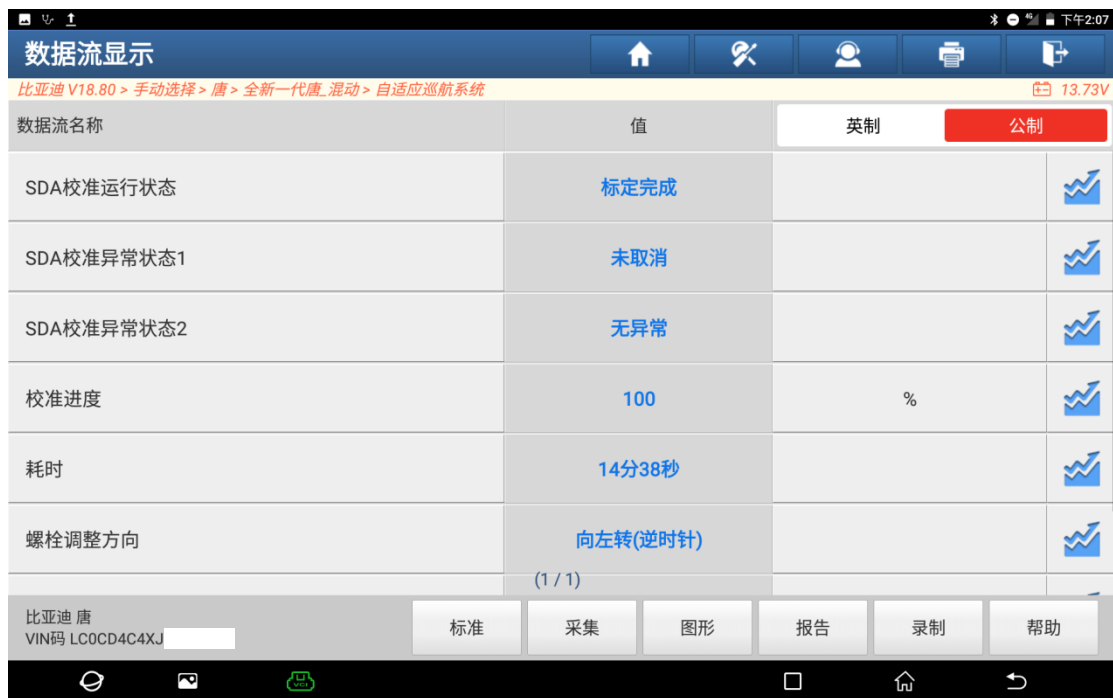 4G 下午2:07
数据流显示
比亚迪 V18.80 > 手动选择 > 唐 > 全新一代唐_混动 > 自适应巡航系统 13.73V
数据流名称 值 英制 公制
SDA校准运行状态 标定完成
SDA校准异常状态1 未取消
SDA校准异常状态2 无异常
校准进度 100 %
耗时 14分38秒
螺栓调整方向 向左转(逆时针)
(1 / 1)
比亚迪 唐
VIN码 LC0CD4C4XJ
标准 采集 图形 报告 录制 帮助
VCI